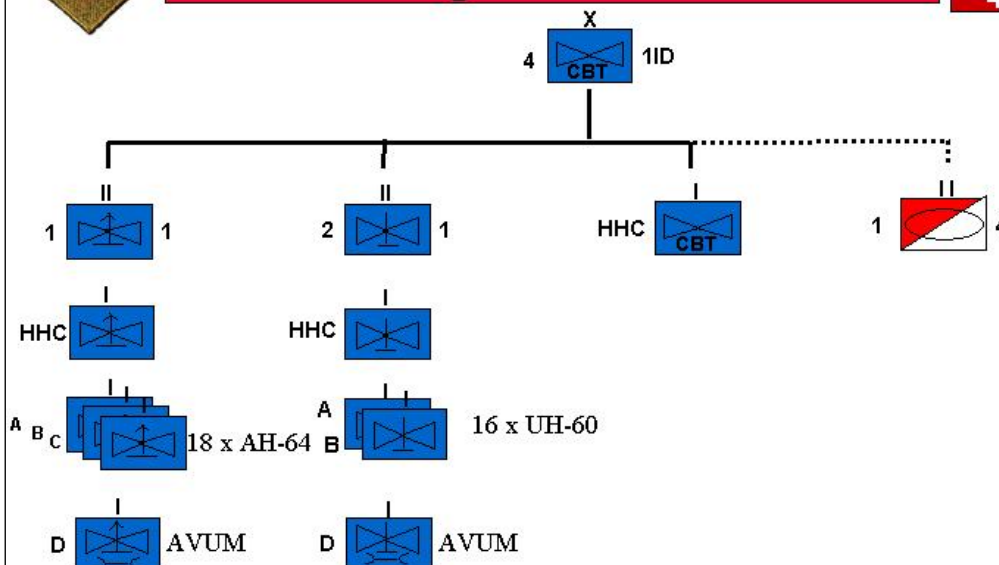 X
4 CBT 1ID
II II I II
1 1 2 1 HHC CBT 1
I I
HHC HHC
I I I I I
A B C 18 x AH-64 A B 16 x UH-60
I I
D AVUM D AVUM